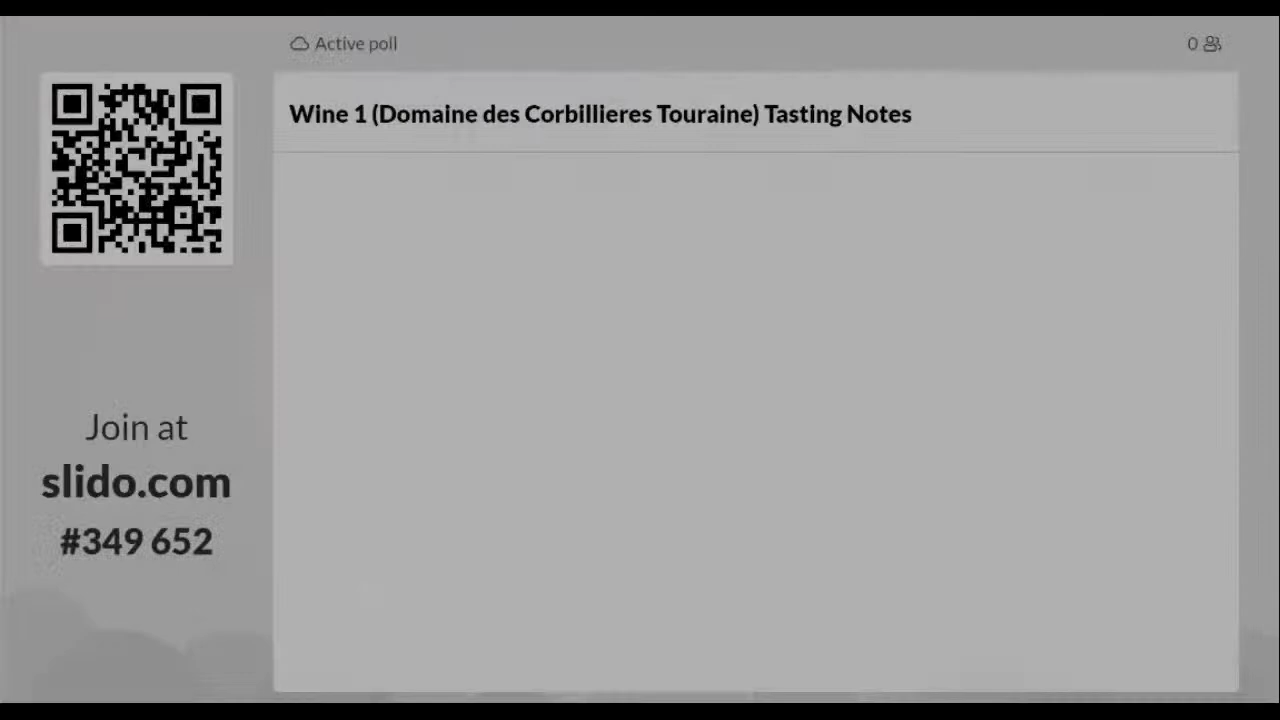 Active poll
0
Wine 1 (Domaine des Corbillieres Touraine) Tasting Notes
Join at
slido.com
#349 652